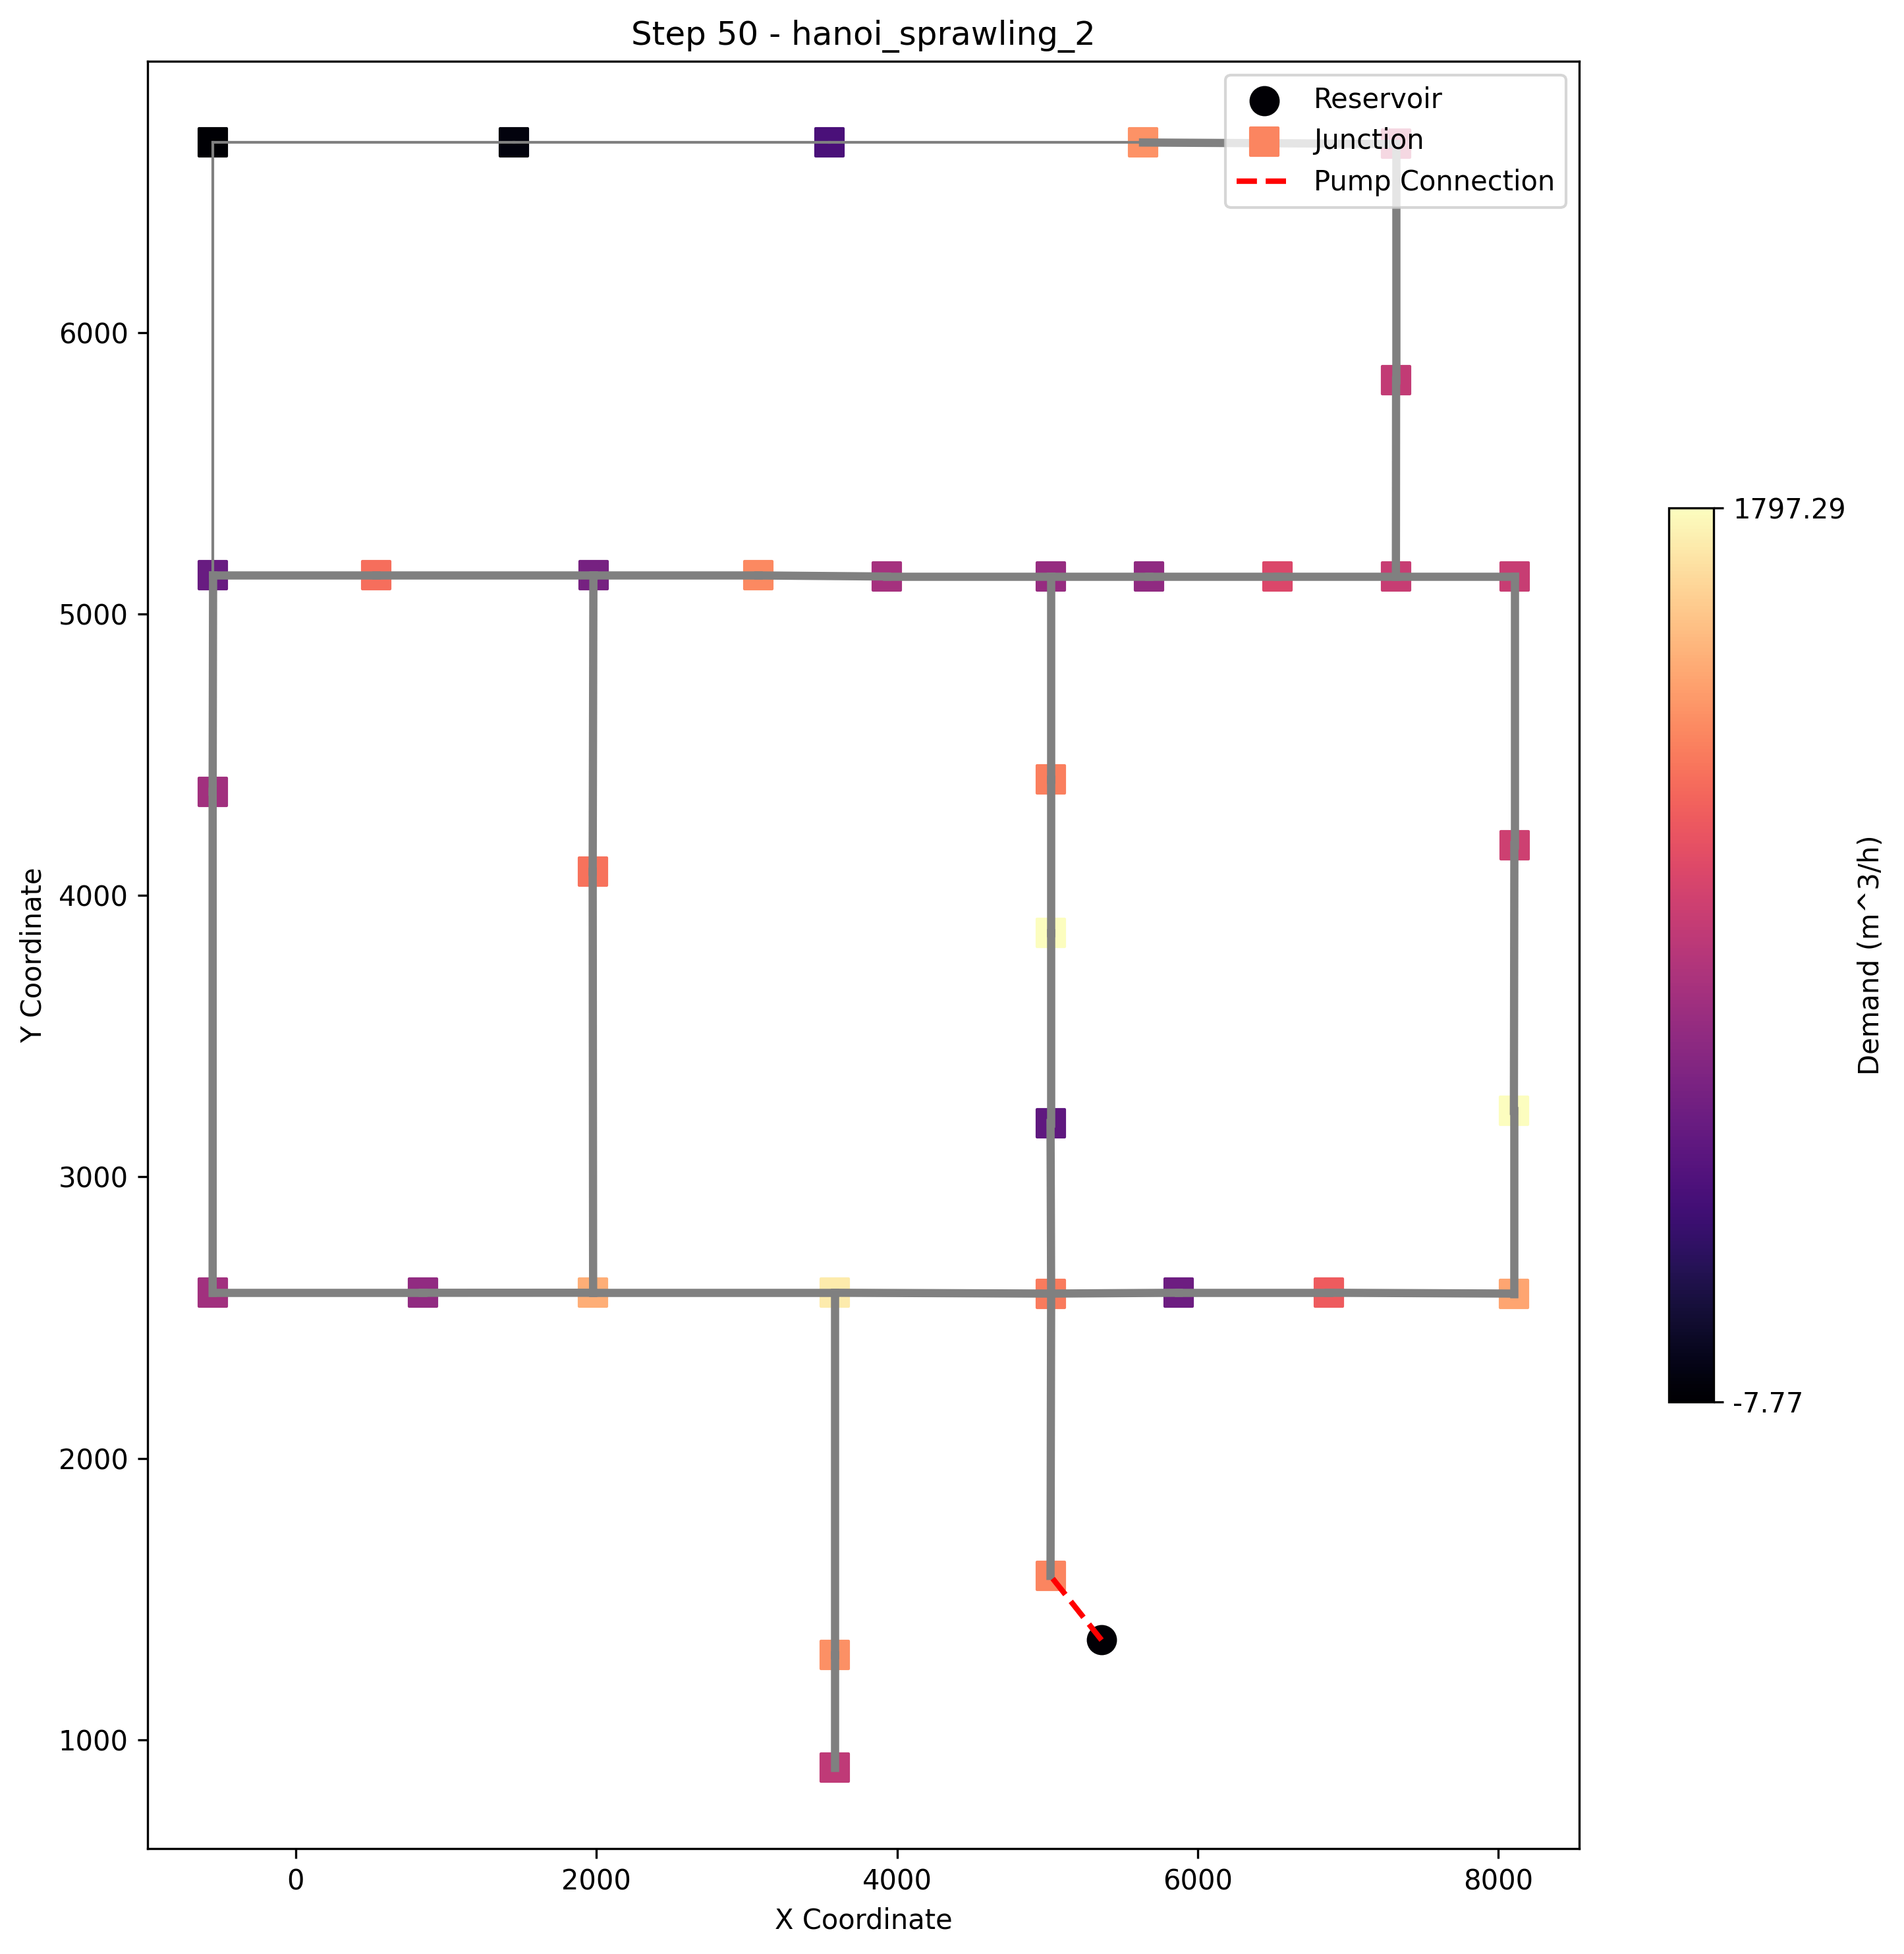 Step 50 - hanoi_sprawling_2
Reservoir
Junction
Pump Connection
6000
5000
4000
3000
2000
1000
Y Coordinate
0
2000
4000
6000
8000
X Coordinate
1797.29
-7.77
Demand (m^3/h)